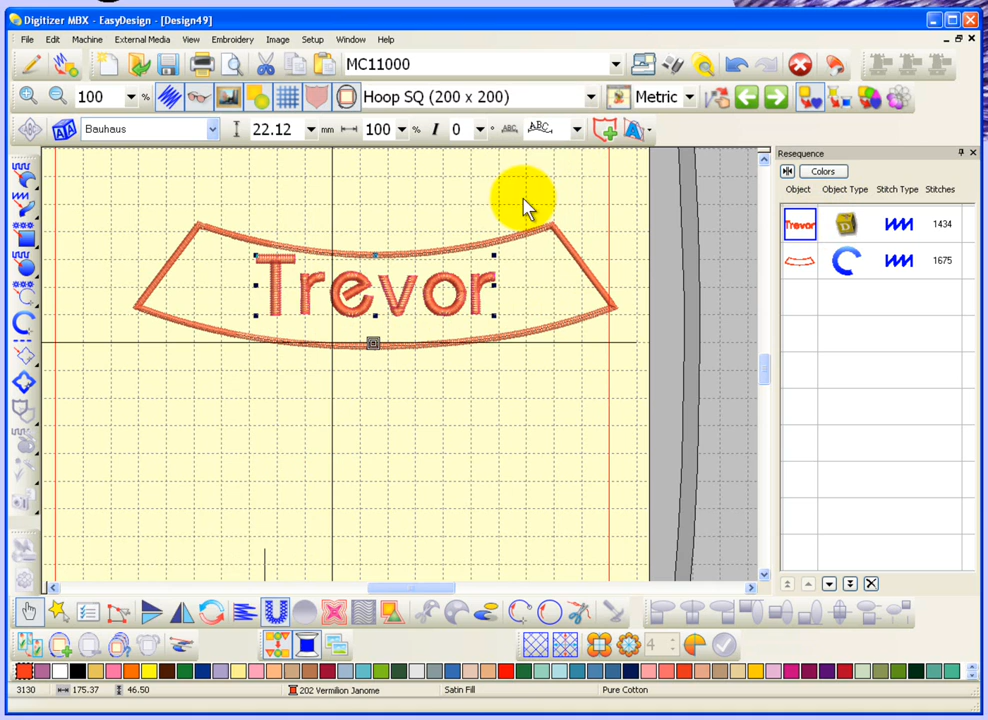 Digitizer MBX - EasyDesign - [Design49]
File Edit Machine External Media View Embroidery Image Setup Window Help
MC11000
100 % Hoop SQ (200 x 200) Metric
Bauhaus 22.12 mm 100 % I 0 ° ABC ABC A
Resequence
Colors
Object Object Type Stitch Type Stitches
Trevor 1434
1675
Trevor
4
3130 175.37 46.50 202 Vermilion Janome Satin Fill Pure Cotton